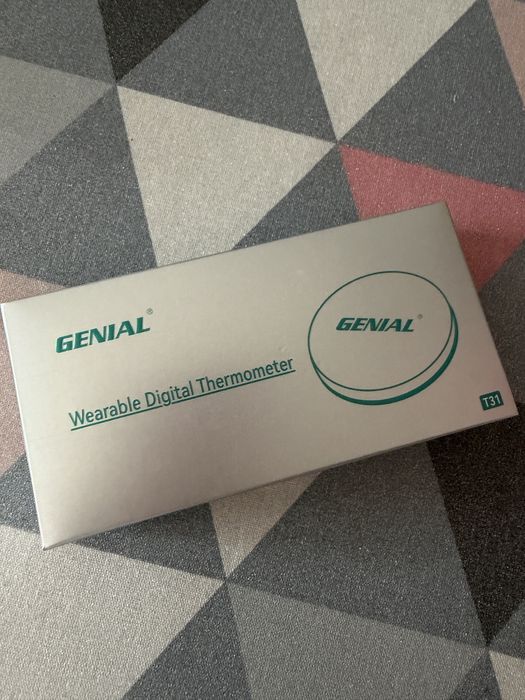 GENIAL®
Wearable Digital Thermometer
GENIAL®
T31